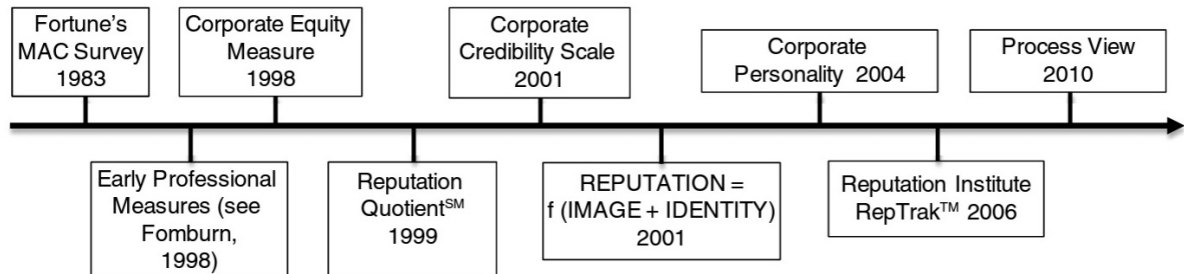 Fortune's
MAC Survey
1983
Corporate Equity
Measure
1998
Corporate
Credibility Scale
2001
Corporate
Personality 2004
Process View
2010
Early Professional
Measures (see
Fomburn,
1998)
Reputation
Quotient℠
1999
REPUTATION =
f (IMAGE + IDENTITY)
2001
Reputation Institute
RepTrak™ 2006